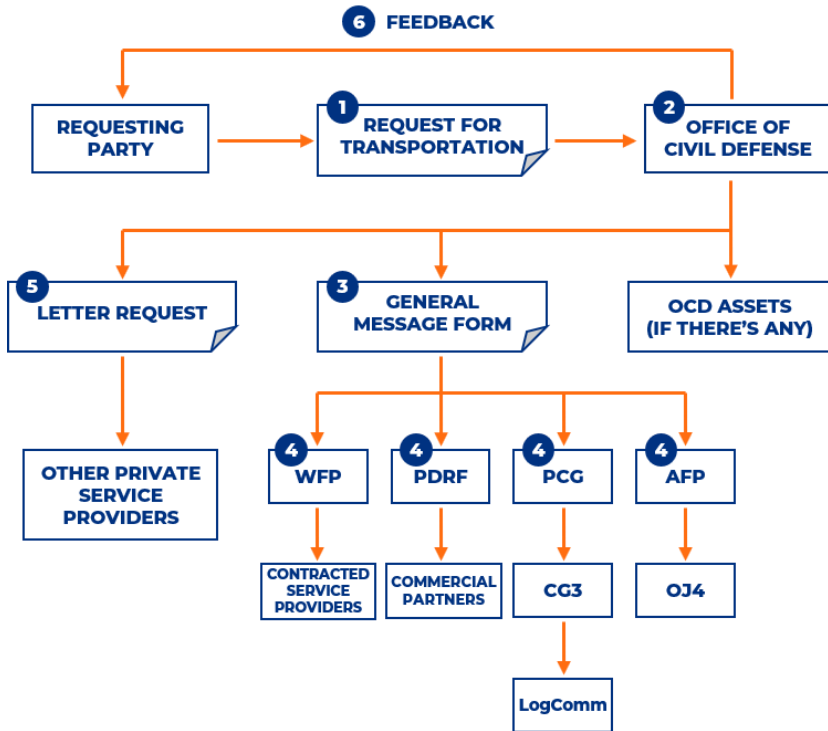 6 FEEDBACK
REQUESTING
PARTY
1
REQUEST FOR
TRANSPORTATION
2
OFFICE OF
CIVIL DEFENSE
5
LETTER REQUEST
3
GENERAL
MESSAGE FORM
OCD ASSETS
(IF THERE'S ANY)
OTHER PRIVATE
SERVICE
PROVIDERS
4
WFP
4
PDRF
4
PCG
4
AFP
CONTRACTED
SERVICE
PROVIDERS
COMMERCIAL
PARTNERS
CG3
OJ4
LogComm